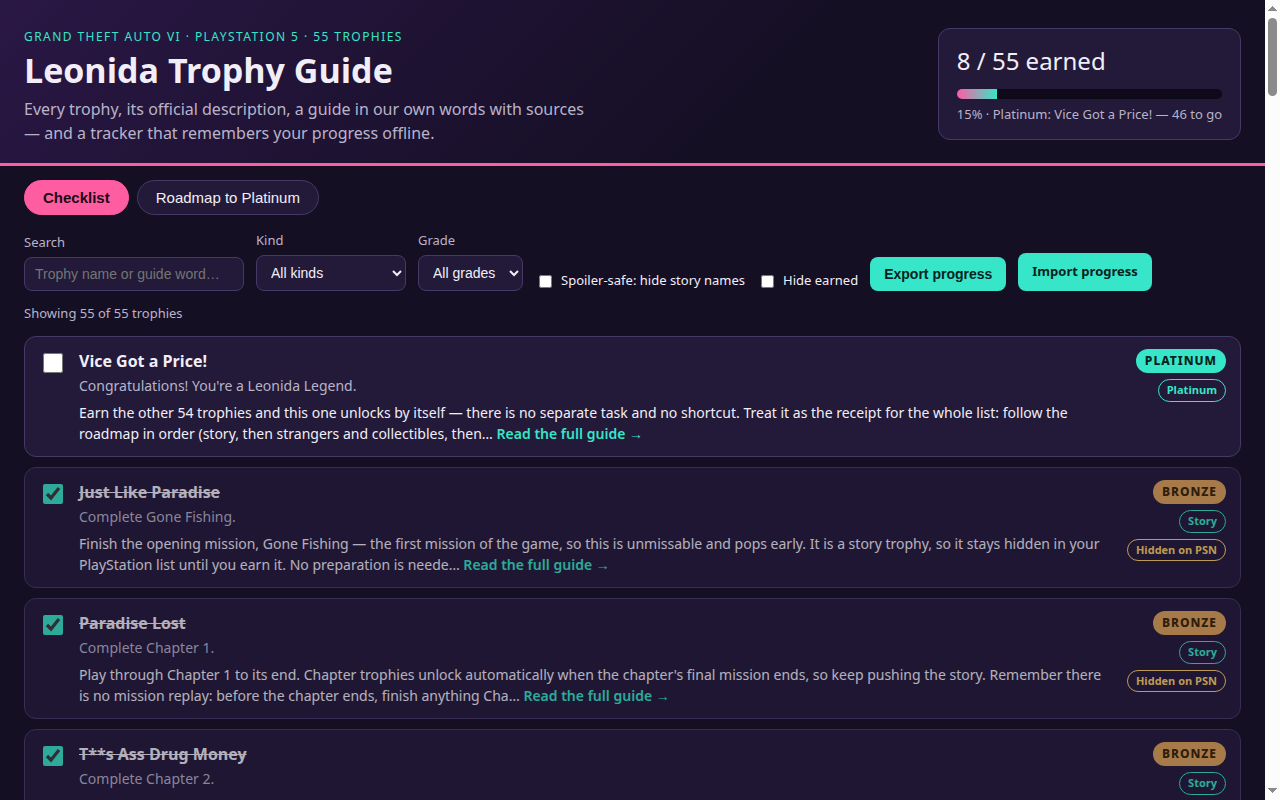 GRAND THEFT AUTO VI · PLAYSTATION 5 · 55 TROPHIES
Leonida Trophy Guide
Every trophy, its official description, a guide in our own words with sources
— and a tracker that remembers your progress offline.
8 / 55 earned
15% · Platinum: Vice Got a Price! — 46 to go
Checklist
Roadmap to Platinum
Search
Trophy name or guide word…
Kind
All kinds
Grade
All grades
Spoiler-safe: hide story names
Hide earned
Export progress
Import progress
Showing 55 of 55 trophies
Vice Got a Price!
Congratulations! You're a Leonida Legend.
Earn the other 54 trophies and this one unlocks by itself — there is no separate task and no shortcut. Treat it as the receipt for the whole list: follow the
roadmap in order (story, then strangers and collectibles, then… Read the full guide →
PLATINUM
Platinum
Just Like Paradise
Complete Gone Fishing.
Finish the opening mission, Gone Fishing — the first mission of the game, so this is unmissable and pops early. It is a story trophy, so it stays hidden in your
PlayStation list until you earn it. No preparation is neede… Read the full guide →
BRONZE
Story
Hidden on PSN
Paradise Lost
Complete Chapter 1.
Play through Chapter 1 to its end. Chapter trophies unlock automatically when the chapter's final mission ends, so keep pushing the story. Remember there
is no mission replay: before the chapter ends, finish anything Cha… Read the full guide →
BRONZE
Story
Hidden on PSN
T**s Ass Drug Money
Complete Chapter 2.
BRONZE
Story